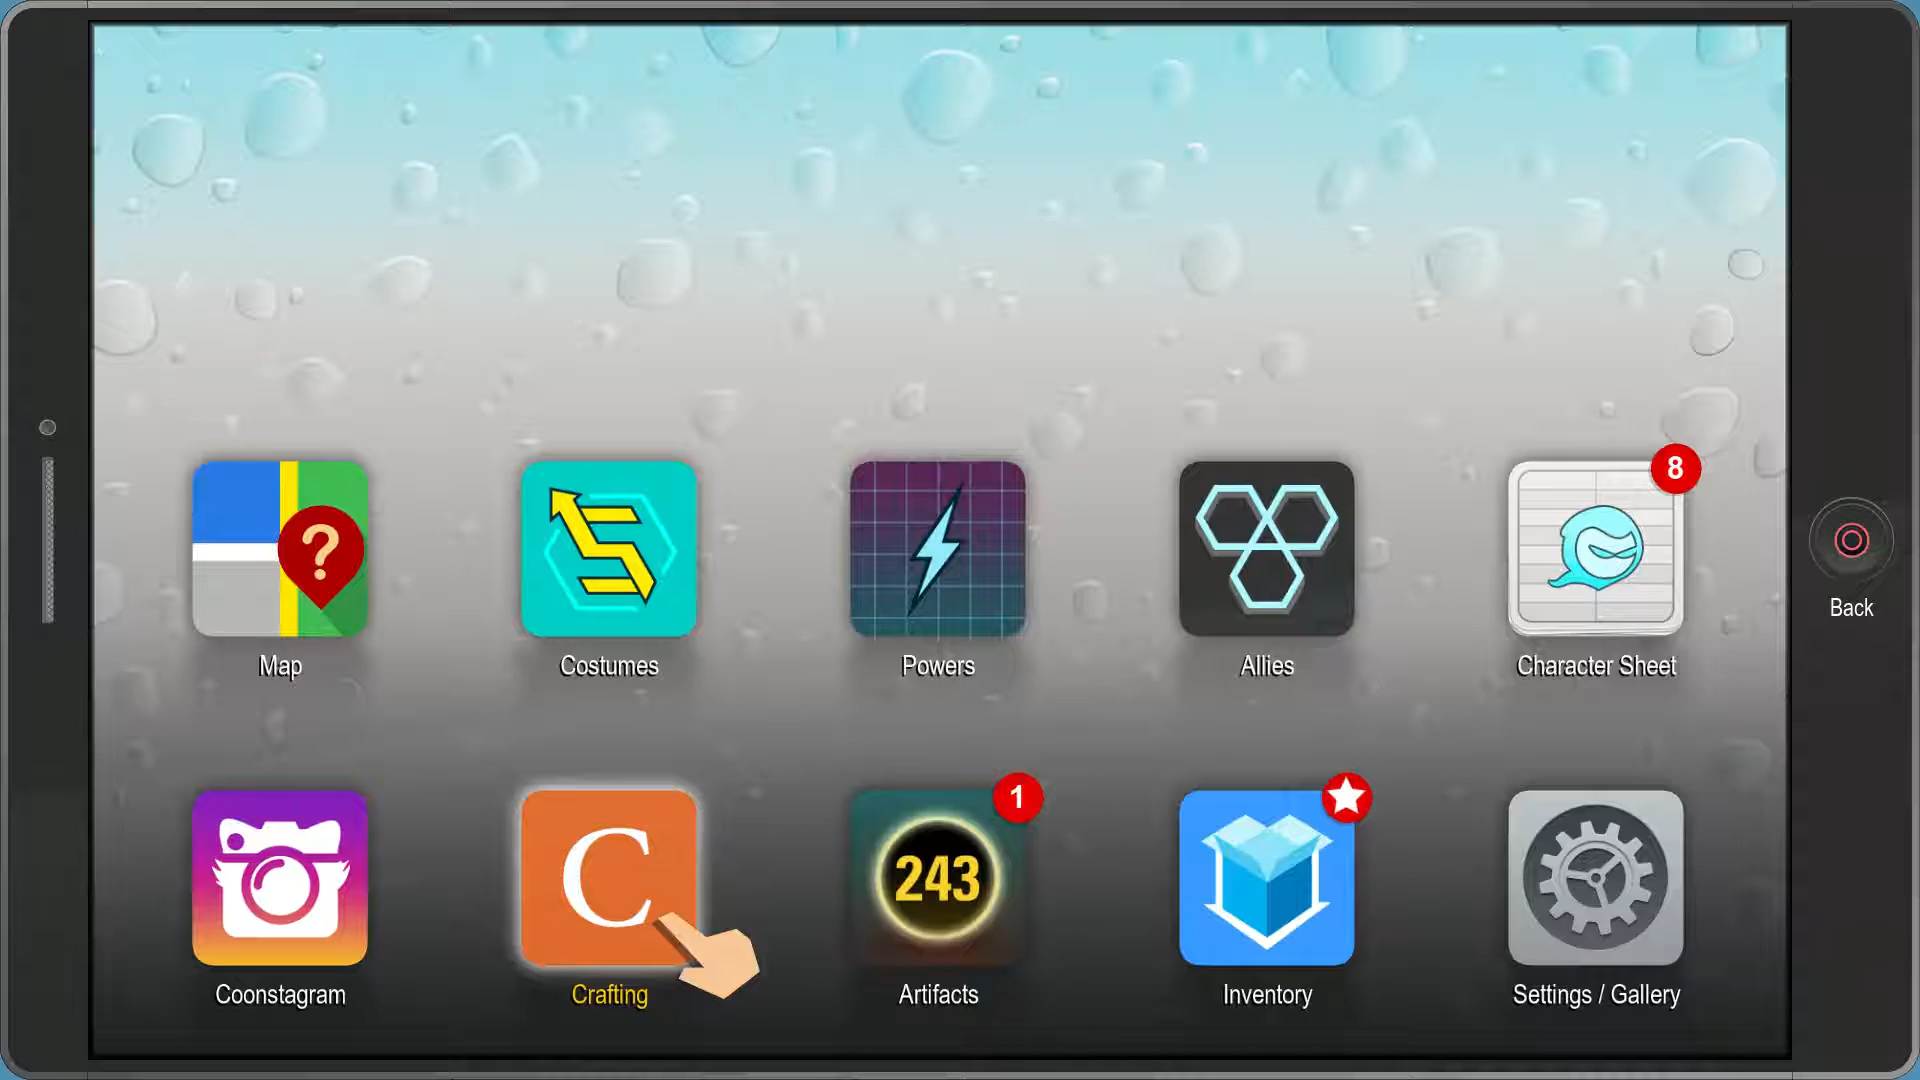 8
?
Map
Costumes
Powers
Allies
Character Sheet
Back
1
C
243
Coonstagram
Crafting
Artifacts
Inventory
Settings / Gallery